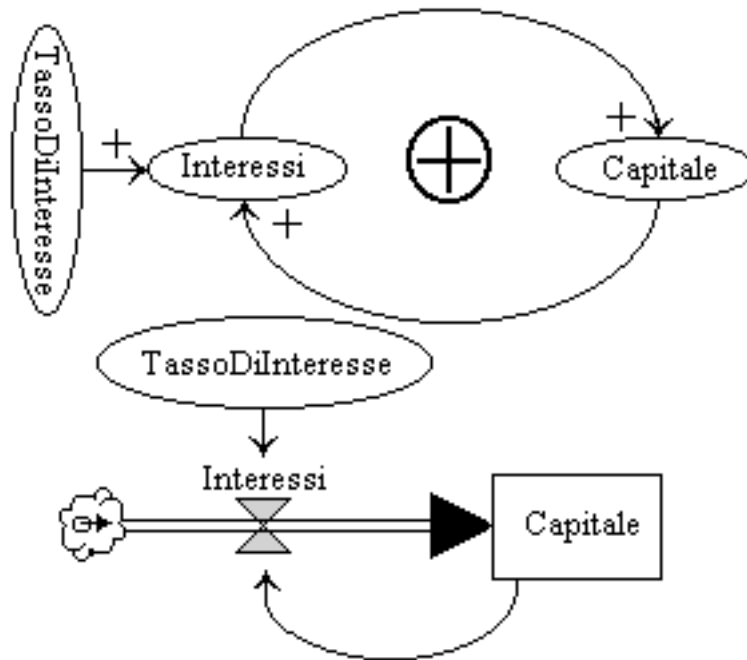 TassoDiInteresse
+
Interessi
+
+
Capitale
+
TassoDiInteresse
Interessi
Capitale